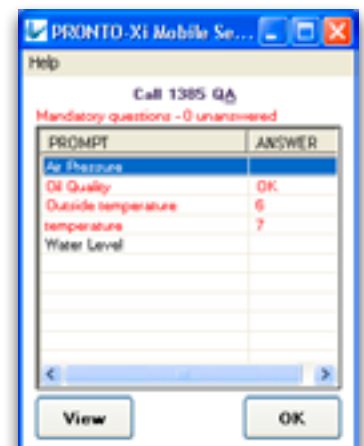 PRONTO-Xi Mobile Se...
Help
Call 1385 QA
Mandatory questions - 0 unanswered
PROMPT ANSWER
Air Pressure
Oil Quality OK
Outside temperature 6
temperature 7
Water Level
View OK